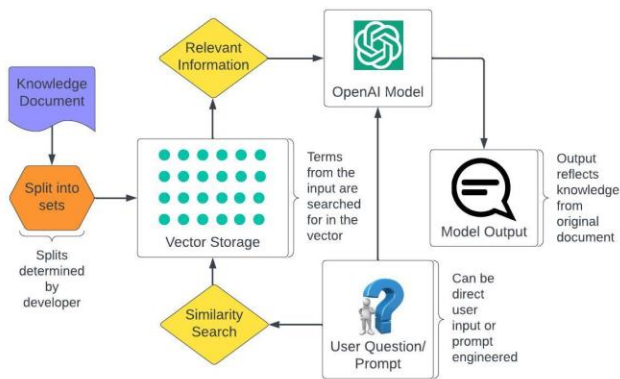 Knowledge
Document
Split into
sets
Splits
determined
by
developer
Relevant
Information
Vector Storage
Terms
from the
input are
searched
for in the
vector
Similarity
Search
OpenAI Model
User Question/
Prompt
Can be
direct
user
input or
prompt
engineered
Model Output
Output
reflects
knowledge
from
original
document